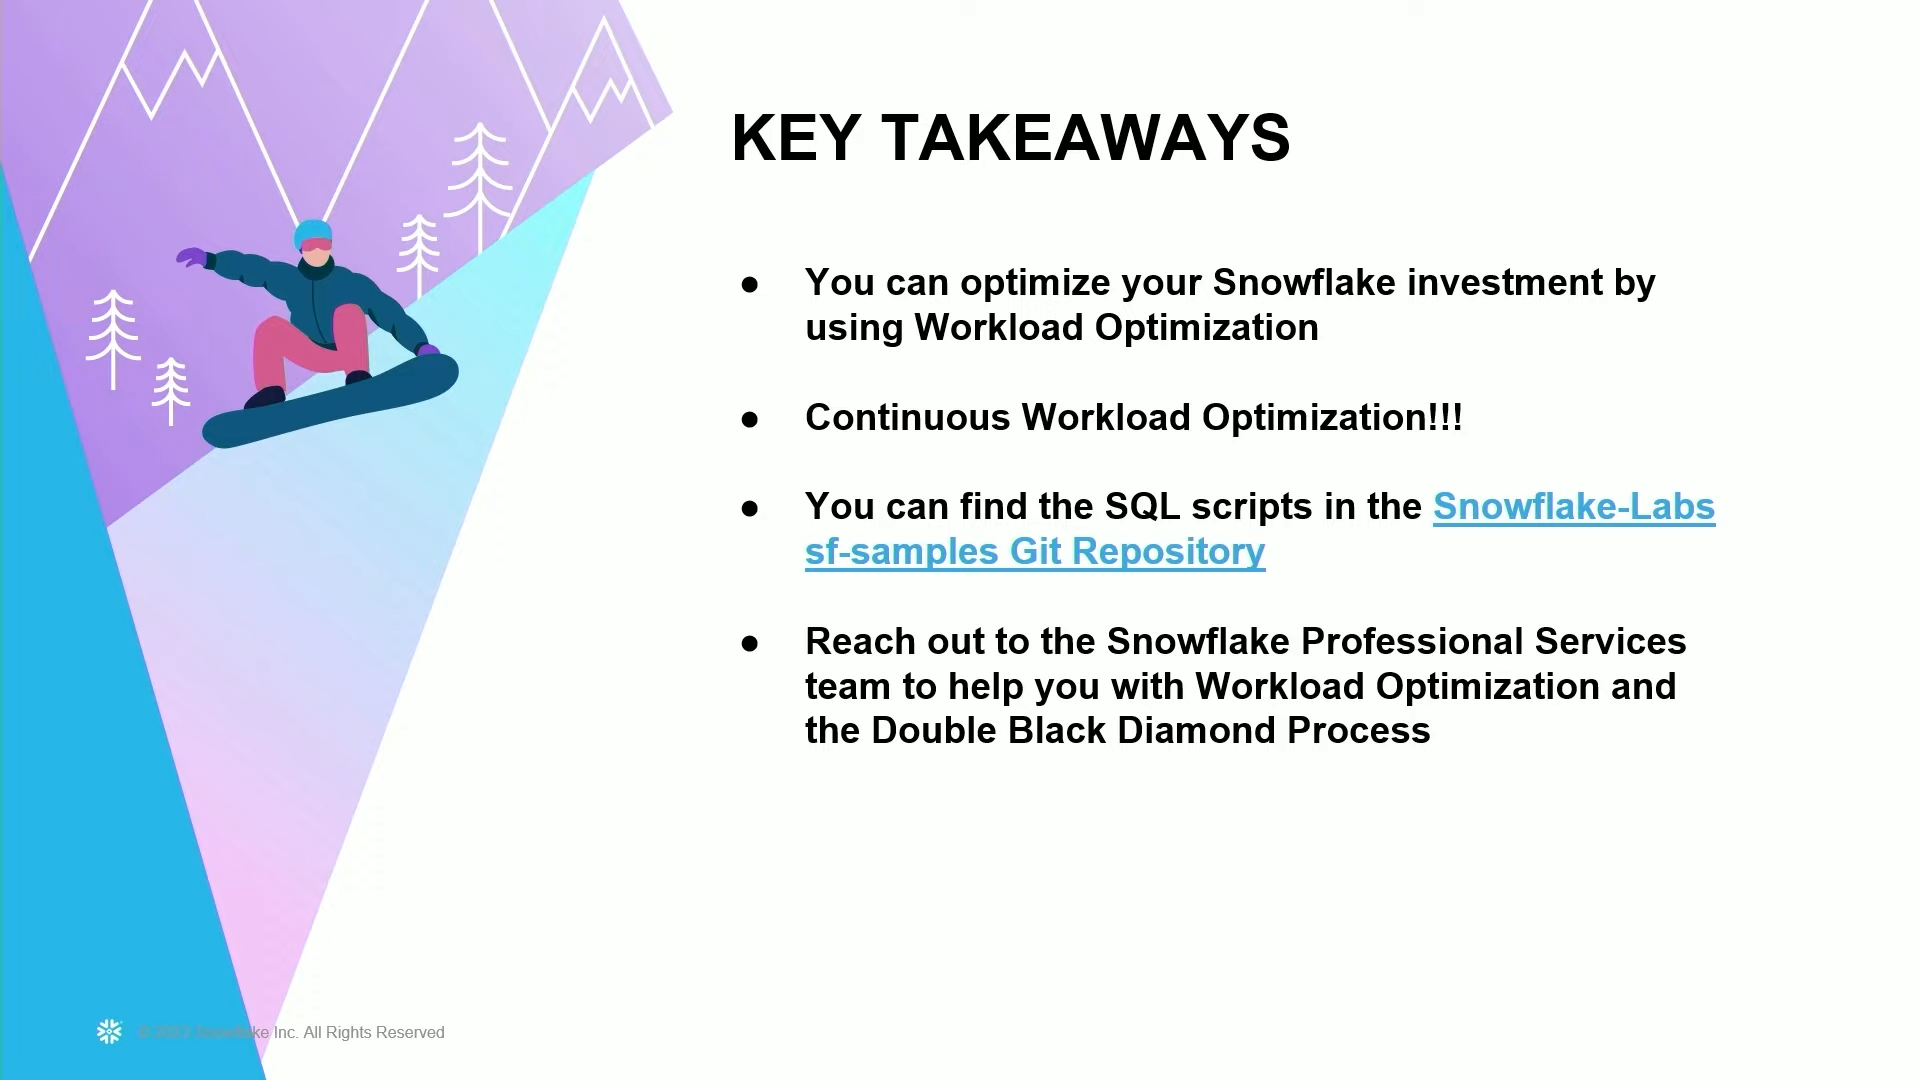 KEY TAKEAWAYS
● You can optimize your Snowflake investment by
using Workload Optimization
● Continuous Workload Optimization!!!
● You can find the SQL scripts in the Snowflake-Labs
sf-samples Git Repository
● Reach out to the Snowflake Professional Services
team to help you with Workload Optimization and
the Double Black Diamond Process
© 2023 Snowflake Inc. All Rights Reserved